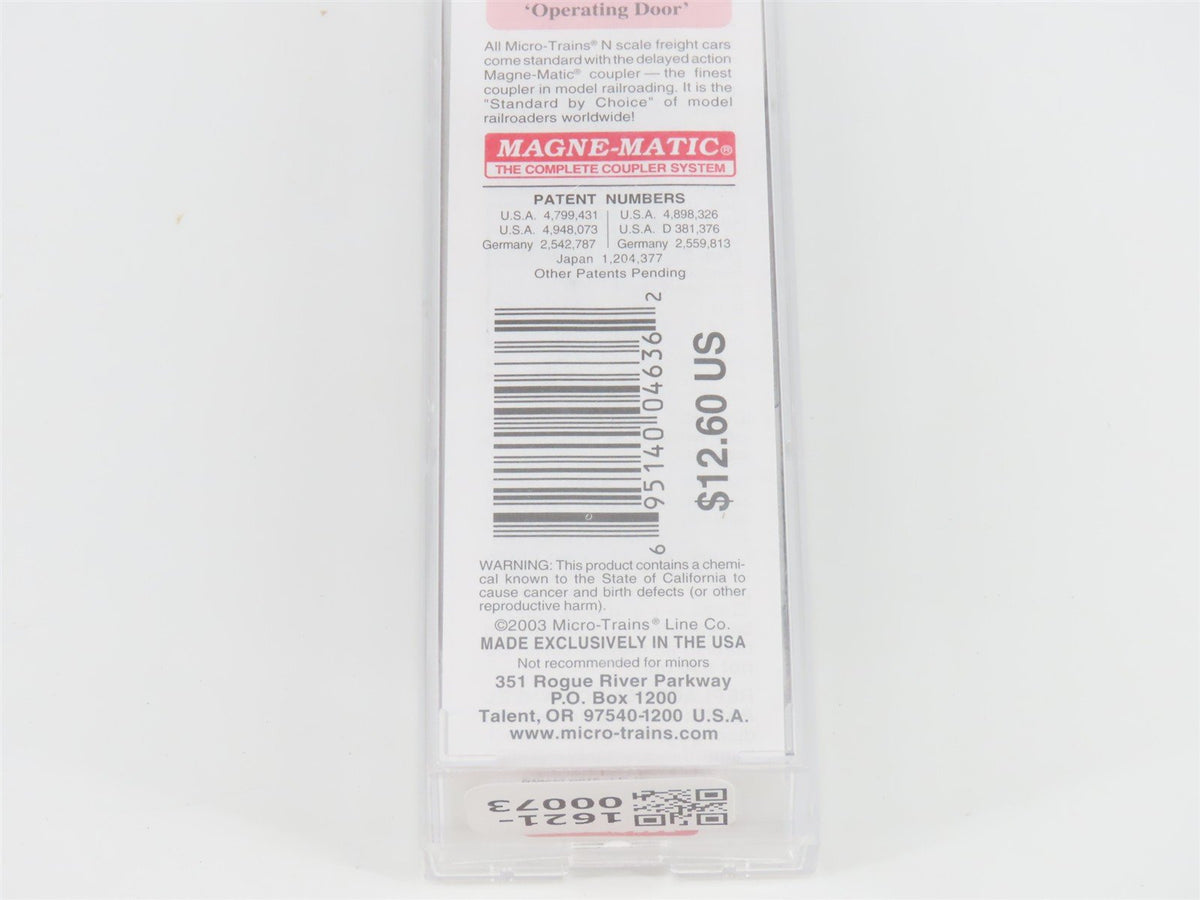 'Operating Door'
All Micro-Trains® N scale freight cars
come standard with the delayed action
Magne-Matic® coupler — the finest
coupler in model railroading. It is the
"Standard by Choice" of model
railroaders worldwide!
MAGNE-MATIC®
THE COMPLETE COUPLER SYSTEM
PATENT NUMBERS
U.S.A. 4,799,431 U.S.A. 4,898,326
U.S.A. 4,948,073 U.S.A. D 381,376
Germany 2,542,787 Germany 2,559,813
Japan 1,204,377
Other Patents Pending
6 95140 04636 2
$12.60 US
WARNING: This product contains a chemi-
cal known to the State of California to
cause cancer and birth defects (or other
reproductive harm).
©2003 Micro-Trains® Line Co.
MADE EXCLUSIVELY IN THE USA
Not recommended for minors
351 Rogue River Parkway
P.O. Box 1200
Talent, OR 97540-1200 U.S.A.
www.micro-trains.com
1621-
00073